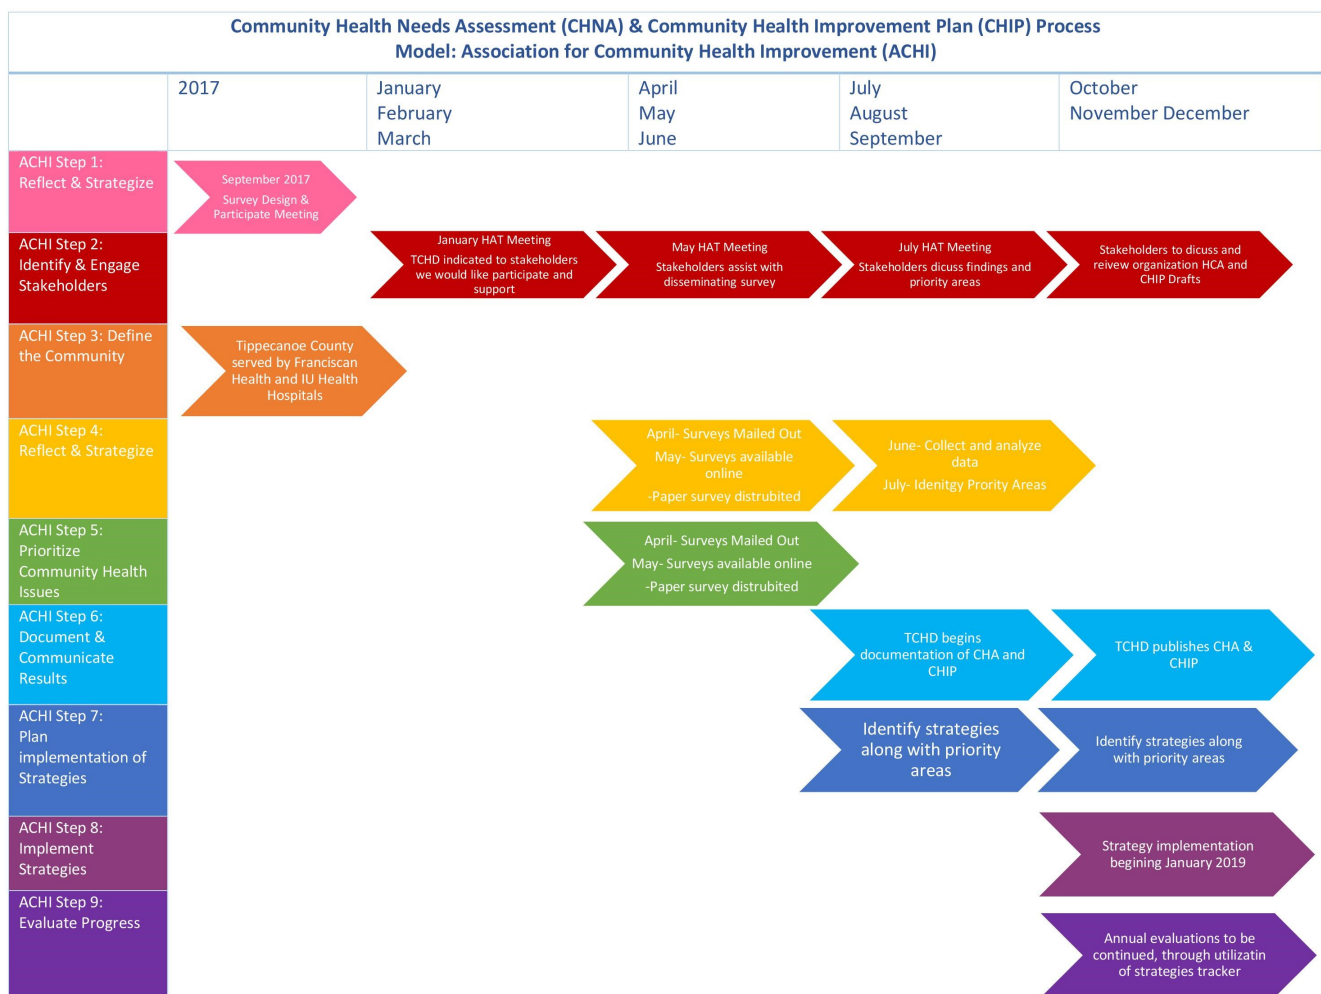 Community Health Needs Assessment (CHNA) & Community Health Improvement Plan (CHIP) Process
Model: Association for Community Health Improvement (ACHI)
2017
January
February
March
April
May
June
July
August
September
October
November December
ACHI Step 1:
Reflect & Strategize
September 2017
Survey Design &
Participate Meeting
ACHI Step 2:
Identify & Engage
Stakeholders
January HAT Meeting
TCHD indicated to stakeholders
we would like participate and
support
May HAT Meeting
Stakeholders assist with
disseminating survey
July HAT Meeting
Stakeholders dicuss findings and
priority areas
Stakeholders to dicuss and
reivew organization HCA and
CHIP Drafts
ACHI Step 3: Define
the Community
Tippecanoe County
served by Franciscan
Health and IU Health
Hospitals
ACHI Step 4:
Reflect & Strategize
April- Surveys Mailed Out
May- Surveys available
online
-Paper survey distrubited
June- Collect and analyze
data
July- Idenitgy Prority Areas
ACHI Step 5:
Prioritize
Community Health
Issues
April- Surveys Mailed Out
May- Surveys available online
-Paper survey distrubited
ACHI Step 6:
Document &
Communicate
Results
TCHD begins
documentation of CHA and
CHIP
TCHD publishes CHA &
CHIP
ACHI Step 7:
Plan
implementation of
Strategies
Identify strategies
along with priority
areas
Identify strategies along
with priority areas
ACHI Step 8:
Implement
Strategies
Strategy implementation
begining January 2019
ACHI Step 9:
Evaluate Progress
Annual evaluations to be
continued, through utilizatin
of strategies tracker